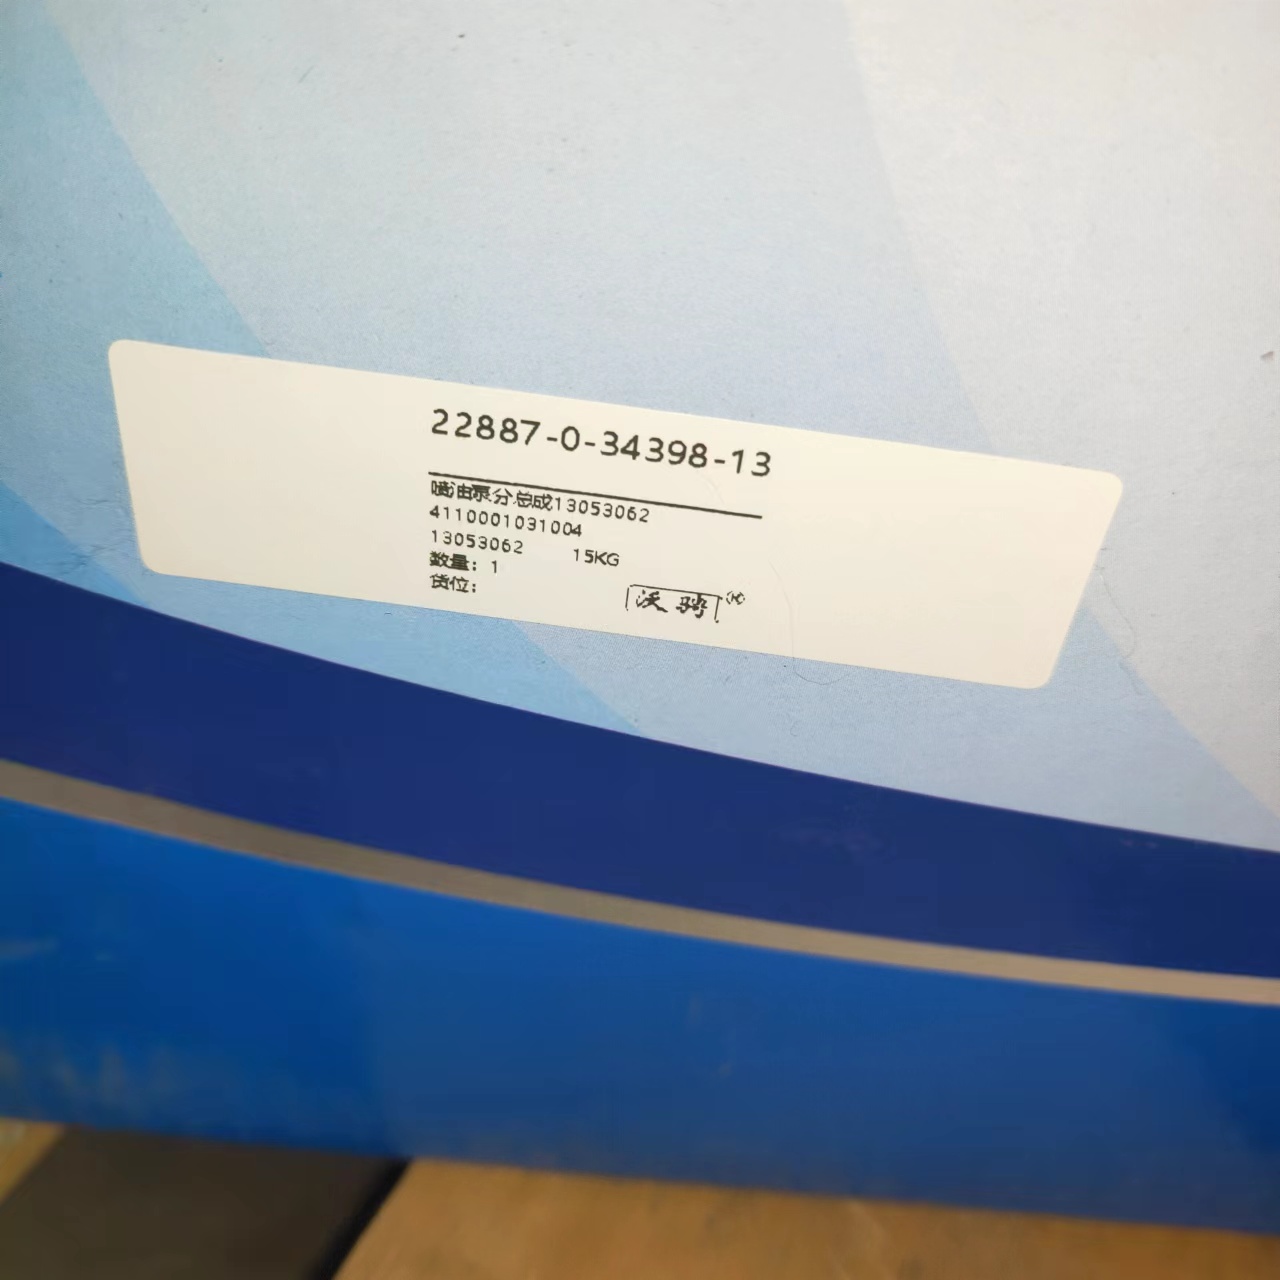 22887-0-34398-13
喷油泵分总成13053062
4110001031004
13053062 15KG
数量：1
货位：
沃骑®